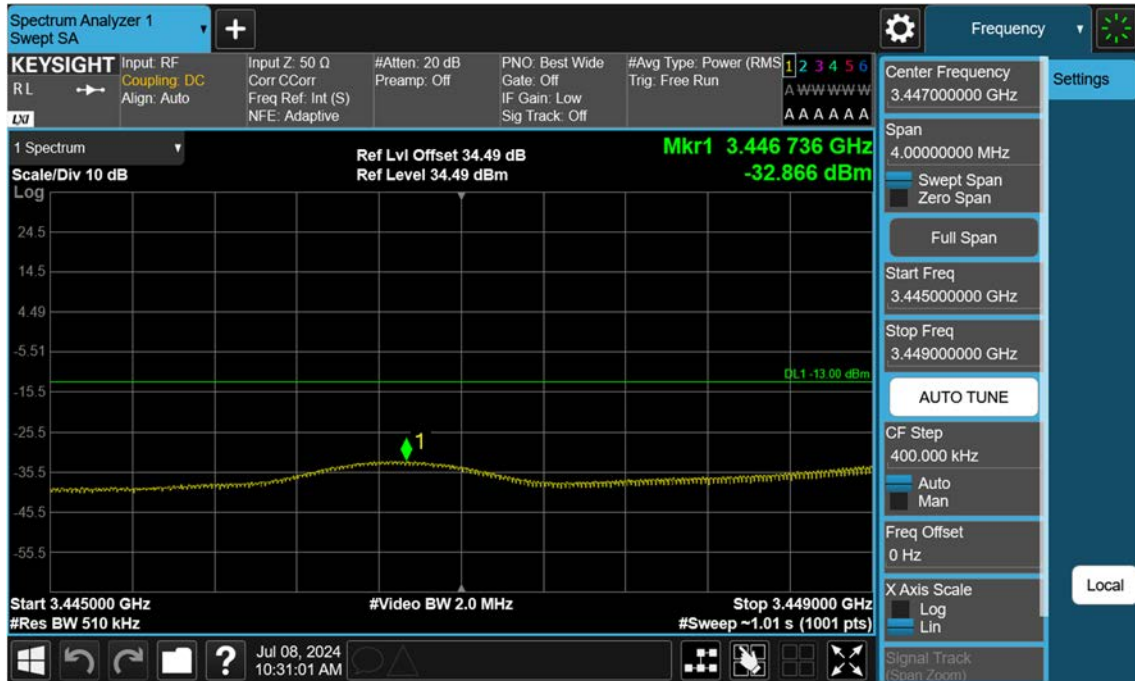 Spectrum Analyzer 1
Swept SA
+
Frequency
KEYSIGHT
RL
LXI
Input: RF
Coupling: DC
Align: Auto
Input Z: 50 Ω
Corr CCorr
Freq Ref: Int (S)
NFE: Adaptive
#Atten: 20 dB
Preamp: Off
PNO: Best Wide
Gate: Off
IF Gain: Low
Sig Track: Off
#Avg Type: Power (RMS
Trig: Free Run
1 2 3 4 5 6
A W W W W W
A A A A A A
1 Spectrum
Scale/Div 10 dB
Ref Lvl Offset 34.49 dB
Ref Level 34.49 dBm
Mkr1 3.446 736 GHz
-32.866 dBm
Log
24.5
14.5
4.49
-5.51
-15.5
-25.5
-35.5
-45.5
-55.5
DL1 -13.00 dBm
1
Start 3.445000 GHz
#Res BW 510 kHz
#Video BW 2.0 MHz
Stop 3.449000 GHz
#Sweep ~1.01 s (1001 pts)
Center Frequency
3.447000000 GHz
Span
4.00000000 MHz
Swept Span
Zero Span
Full Span
Start Freq
3.445000000 GHz
Stop Freq
3.449000000 GHz
AUTO TUNE
CF Step
400.000 kHz
Auto
Man
Freq Offset
0 Hz
X Axis Scale
Log
Lin
Signal Track
(Span Zoom)
Settings
Local
?
Jul 08, 2024
10:31:01 AM